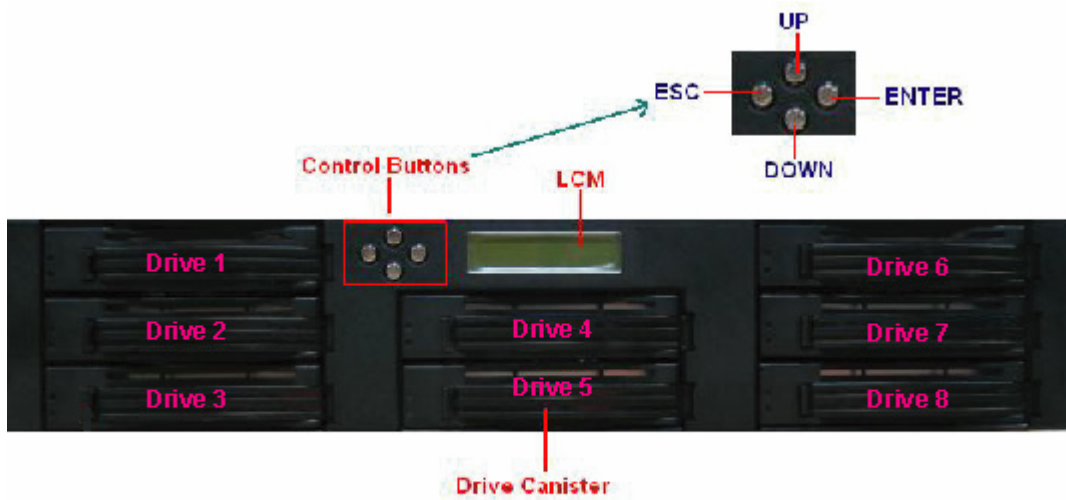 UP
ESC
ENTER
DOWN
Control Buttons
LCM
Drive 1
Drive 6
Drive 2
Drive 4
Drive 7
Drive 3
Drive 5
Drive 8
Drive Canister